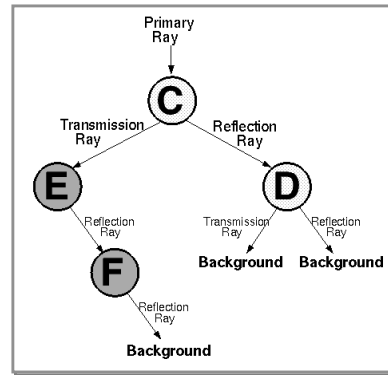 Primary
Ray
C
Transmission
Ray
Reflection
Ray
E
D
Reflection
Ray
Transmission
Ray
Reflection
Ray
F
Background
Background
Reflection
Ray
Background